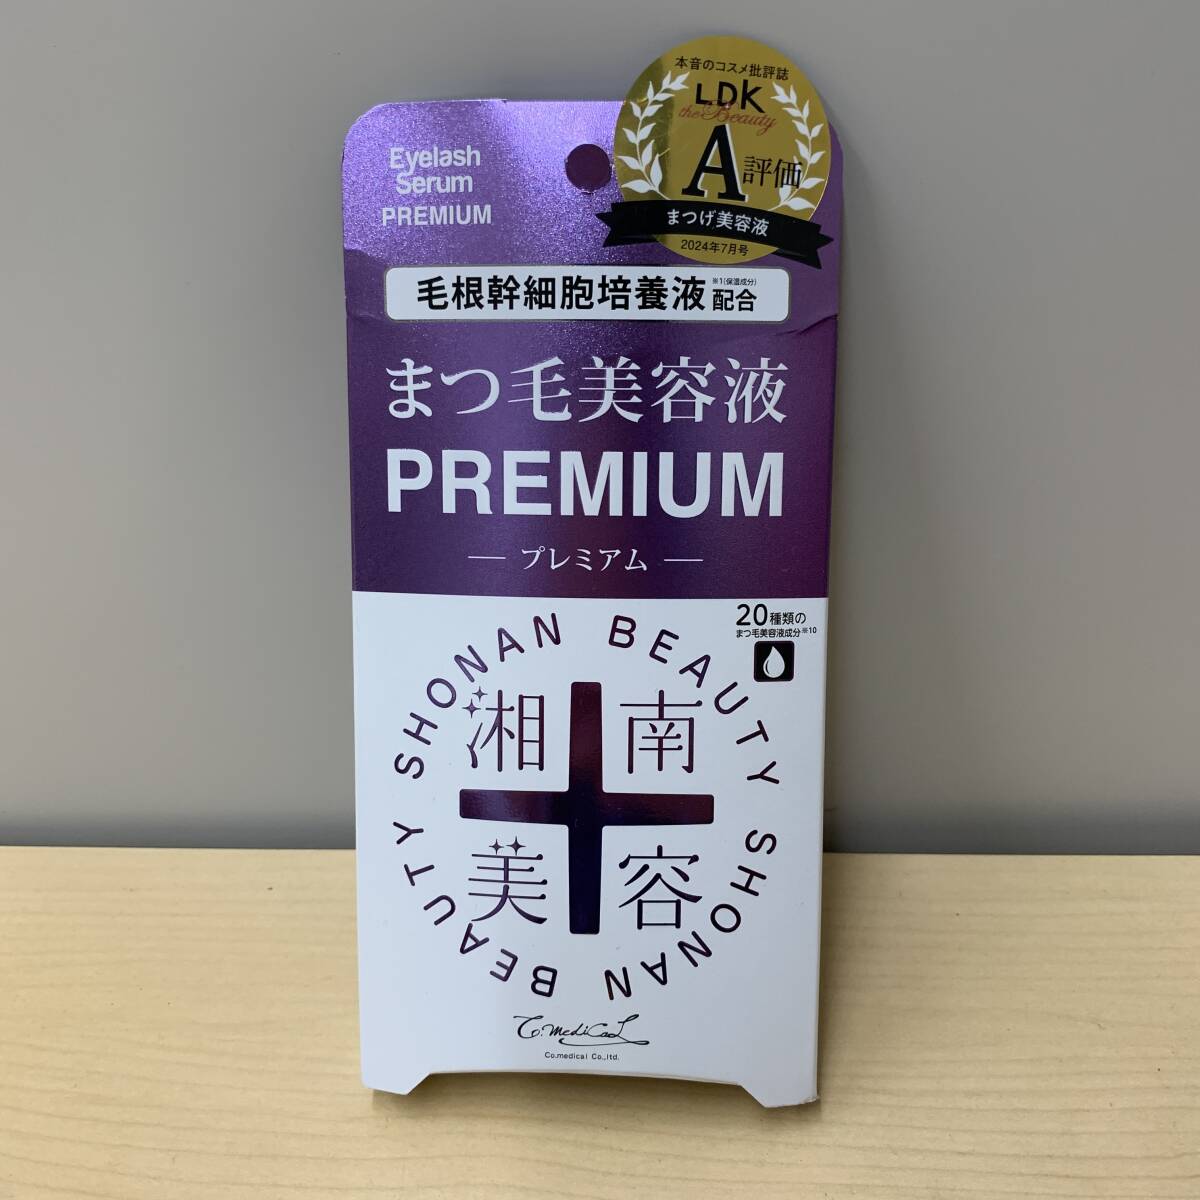 本音のコスメ批評誌
LDK
the Beauty
A評価
まつげ美容液
2024年7月号
Eyelash
Serum
PREMIUM
毛根幹細胞培養液 ※1(保湿成分) 配合
まつ毛美容液
PREMIUM
プレミアム
20種類の
まつ毛美容液成分※10
SHONAN BEAUTY SHONAN BEAUTY
湘南
美容
Co.medical
Co.medical Co.,ltd.